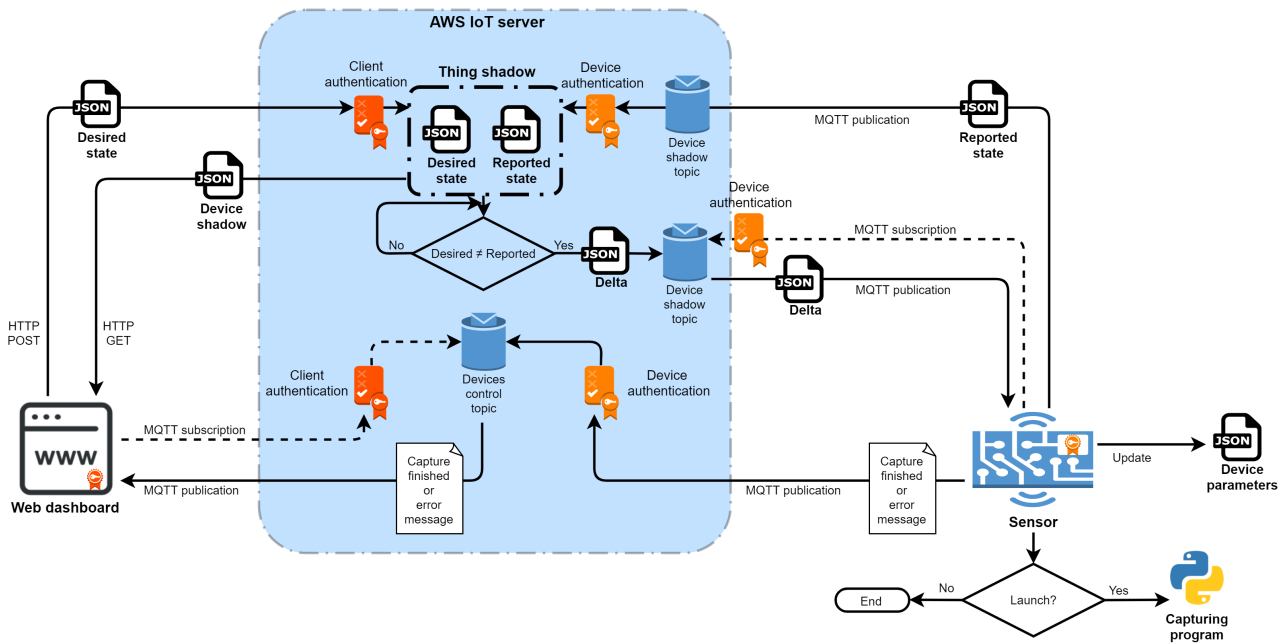 AWS IoT server
Client
authentication
Thing shadow
Device
authentication
JSON
Desired
state
JSON
Desired
state
JSON
Reported
state
Device
shadow
topic
MQTT publication
JSON
Reported
state
JSON
Device
shadow
Device
authentication
No
Desired ≠ Reported
Yes
JSON
Delta
Device
shadow
topic
MQTT subscription
JSON
Delta
MQTT publication
HTTP
POST
HTTP
GET
Client
authentication
Devices
control
topic
Device
authentication
WWW
Web dashboard
MQTT subscription
MQTT publication
Capture
finished
or
error
message
MQTT publication
Capture
finished
or
error
message
Sensor
Update
JSON
Device
parameters
End
No
Launch?
Yes
Capturing
program